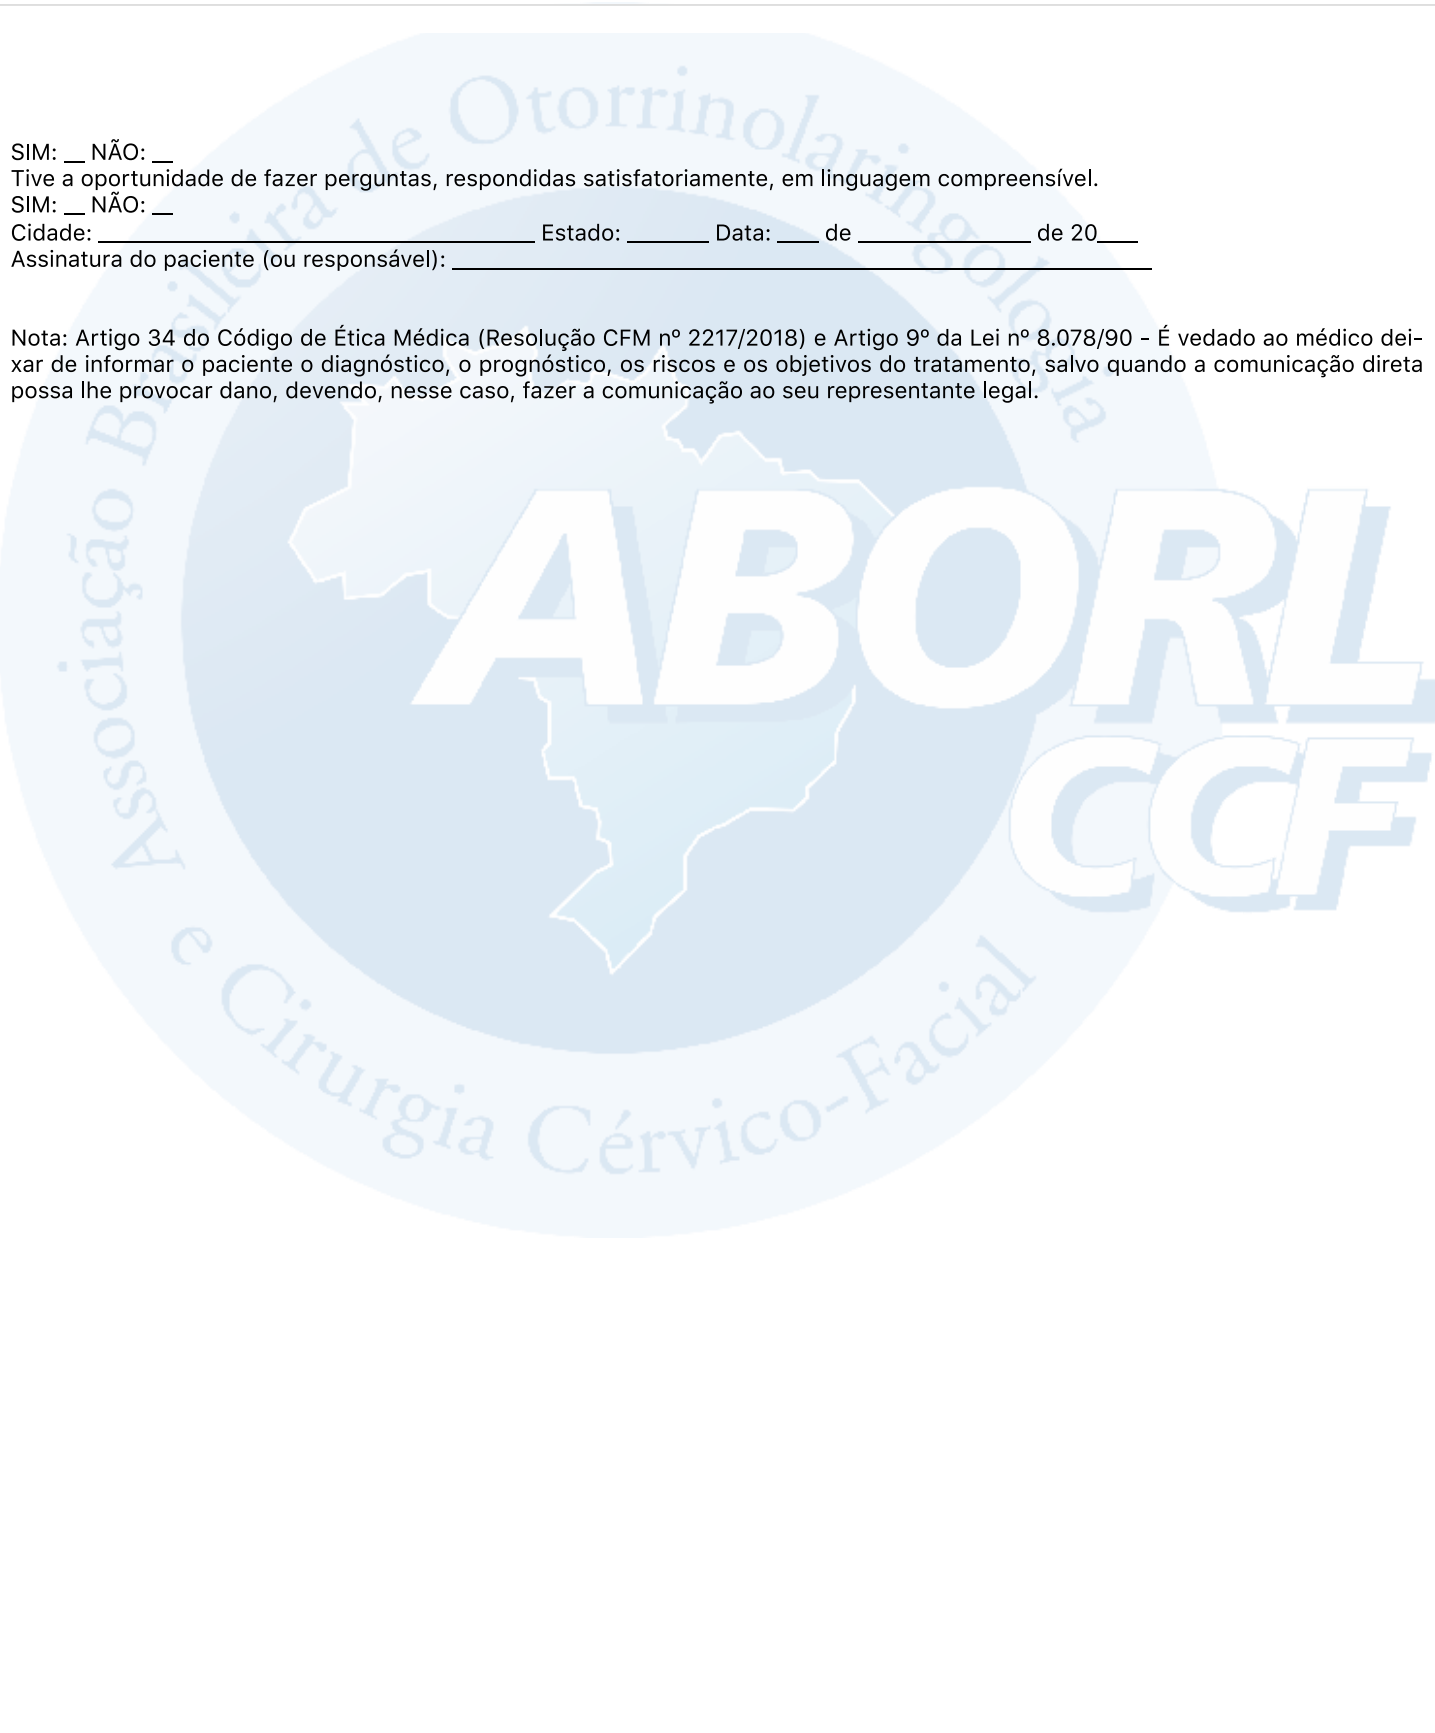 SIM: __ NÃO: __
Tive a oportunidade de fazer perguntas, respondidas satisfatoriamente, em linguagem compreensível.
SIM: __ NÃO: __
Cidade: ________________ Estado: ____ Data: ___ de ________ de 20___
Assinatura do paciente (ou responsável): ______________________________
Nota: Artigo 34 do Código de Ética Médica (Resolução CFM nº 2217/2018) e Artigo 9º da Lei nº 8.078/90 - É vedado ao médico dei-
xar de informar o paciente o diagnóstico, o prognóstico, os riscos e os objetivos do tratamento, salvo quando a comunicação direta
possa lhe provocar dano, devendo, nesse caso, fazer a comunicação ao seu representante legal.
Associação Brasileira de Otorrinolaringologia
e Cirurgia Cérvico-Facial
ABORL
CCF